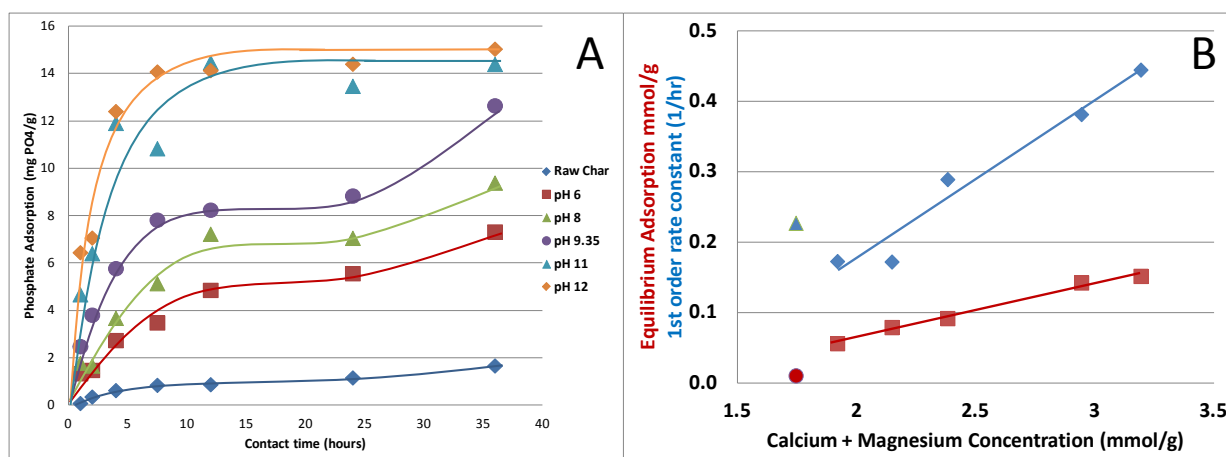 A
Phosphate Adsorption (mg PO4/g)
16
14
12
10
8
6
4
2
0
0 5 10 15 20 25 30 35 40
Contact time (hours)
Raw Char
pH 6
pH 8
pH 9.35
pH 11
pH 12
B
Equilibrium Adsorption mmol/g
1st order rate constant (1/hr)
0.5
0.4
0.3
0.2
0.1
0.0
1.5 2 2.5 3 3.5
Calcium + Magnesium Concentration (mmol/g)